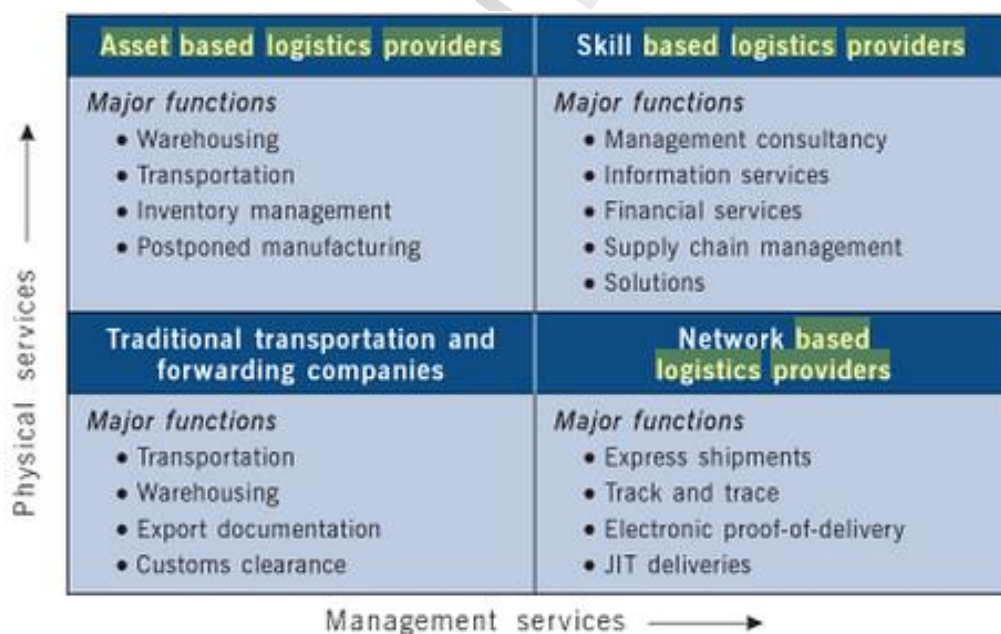 Asset based logistics providers
Major functions
• Warehousing
• Transportation
• Inventory management
• Postponed manufacturing
Skill based logistics providers
Major functions
• Management consultancy
• Information services
• Financial services
• Supply chain management
• Solutions
Traditional transportation and
forwarding companies
Major functions
• Transportation
• Warehousing
• Export documentation
• Customs clearance
Network based
logistics providers
Major functions
• Express shipments
• Track and trace
• Electronic proof-of-delivery
• JIT deliveries
Physical services
Management services